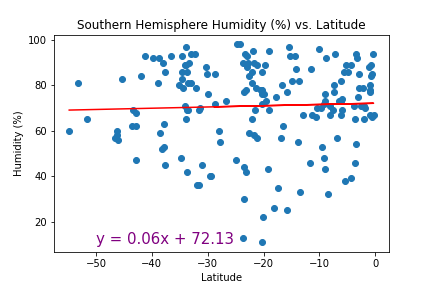 Southern Hemisphere Humidity (%) vs. Latitude
100
80
60
40
20
Humidity (%)
y = 0.06x + 72.13
−50 −40 −30 −20 −10 0
Latitude